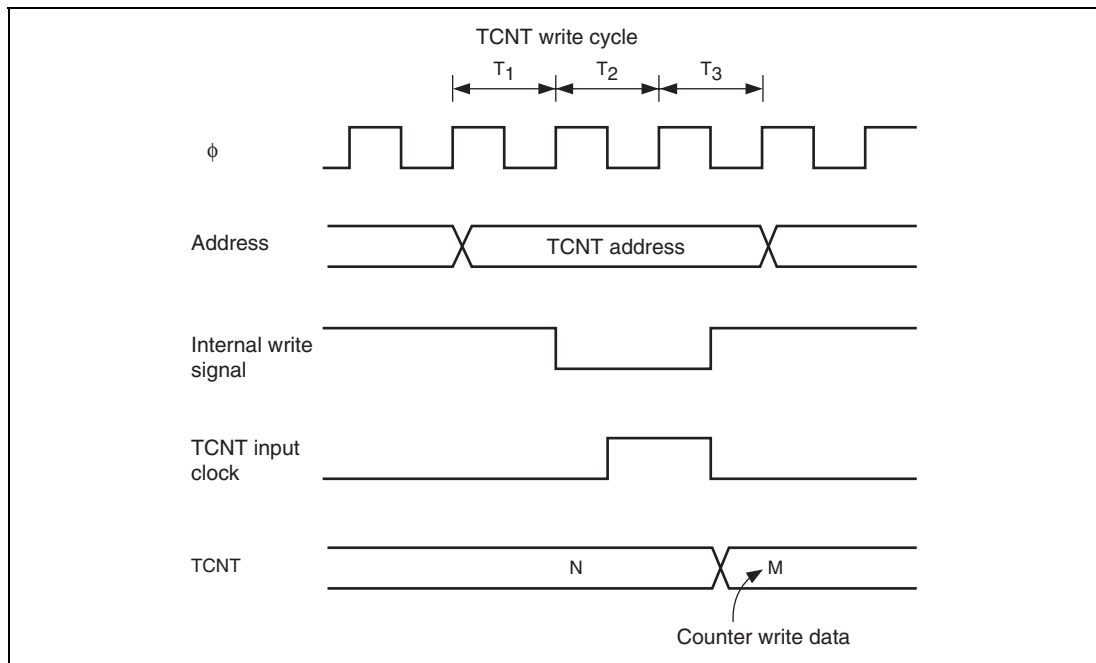 TCNT write cycle
T1 T2 T3
ϕ
Address
TCNT address
Internal write
signal
TCNT input
clock
TCNT
N
M
Counter write data